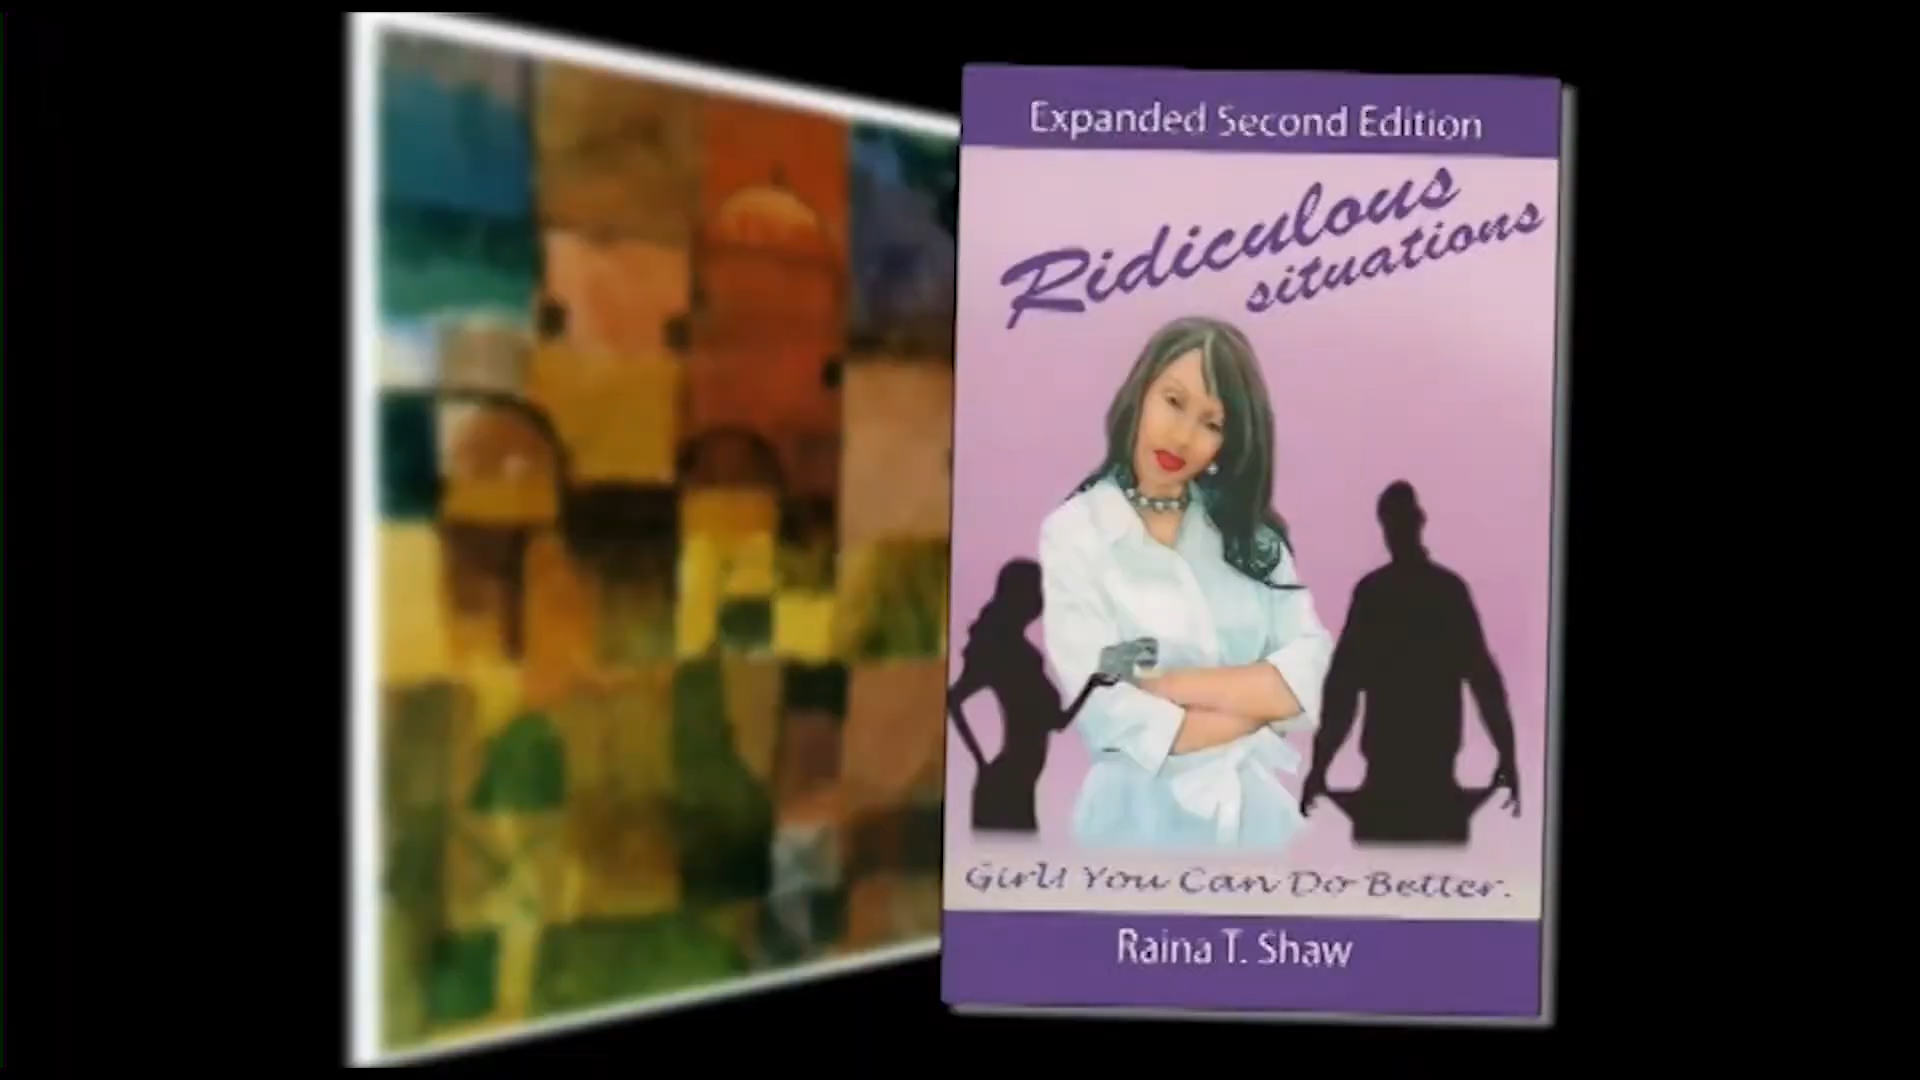 Expanded Second Edition
Ridiculous
situations
Girl! You Can Do Better.
Raina T. Shaw